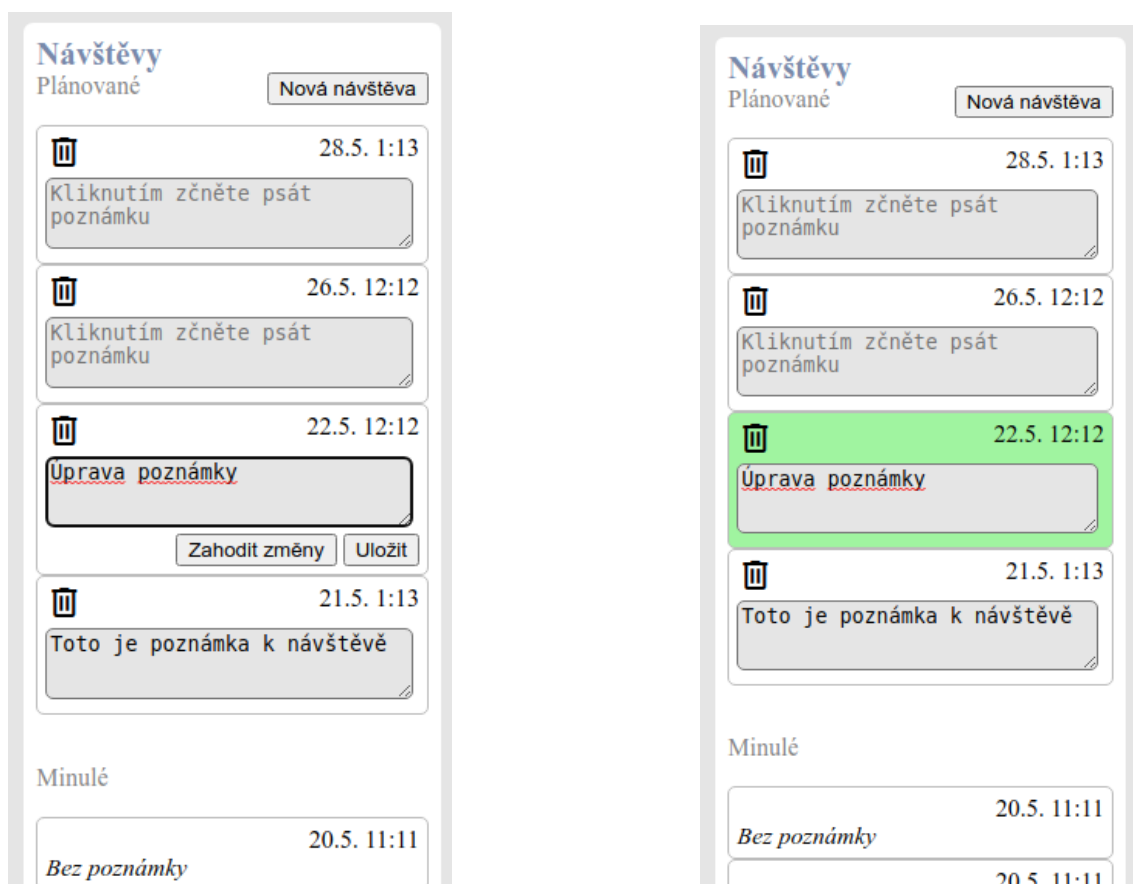 Návštěvy
Plánované
Nová návštěva
28.5. 1:13
Kliknutím zčněte psát
poznámku
26.5. 12:12
Kliknutím zčněte psát
poznámku
22.5. 12:12
Úprava poznámky
Zahodit změny
Uložit
21.5. 1:13
Toto je poznámka k návštěvě
Minulé
20.5. 11:11
Bez poznámky
Návštěvy
Plánované
Nová návštěva
28.5. 1:13
Kliknutím zčněte psát
poznámku
26.5. 12:12
Kliknutím zčněte psát
poznámku
22.5. 12:12
Úprava poznámky
21.5. 1:13
Toto je poznámka k návštěvě
Minulé
20.5. 11:11
Bez poznámky
20.5. 11:11